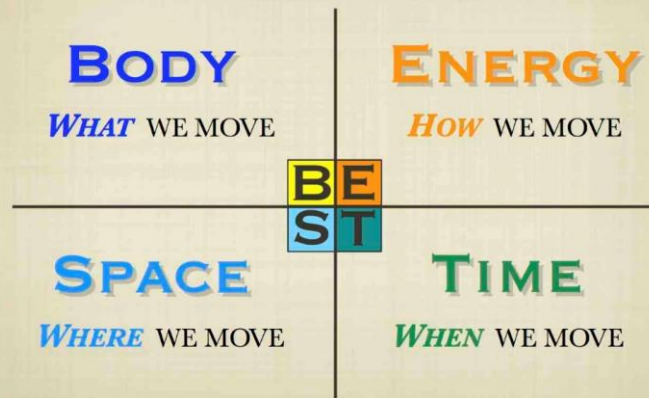 BODY
WHAT WE MOVE
ENERGY
HOW WE MOVE
BE
ST
SPACE
WHERE WE MOVE
TIME
WHEN WE MOVE